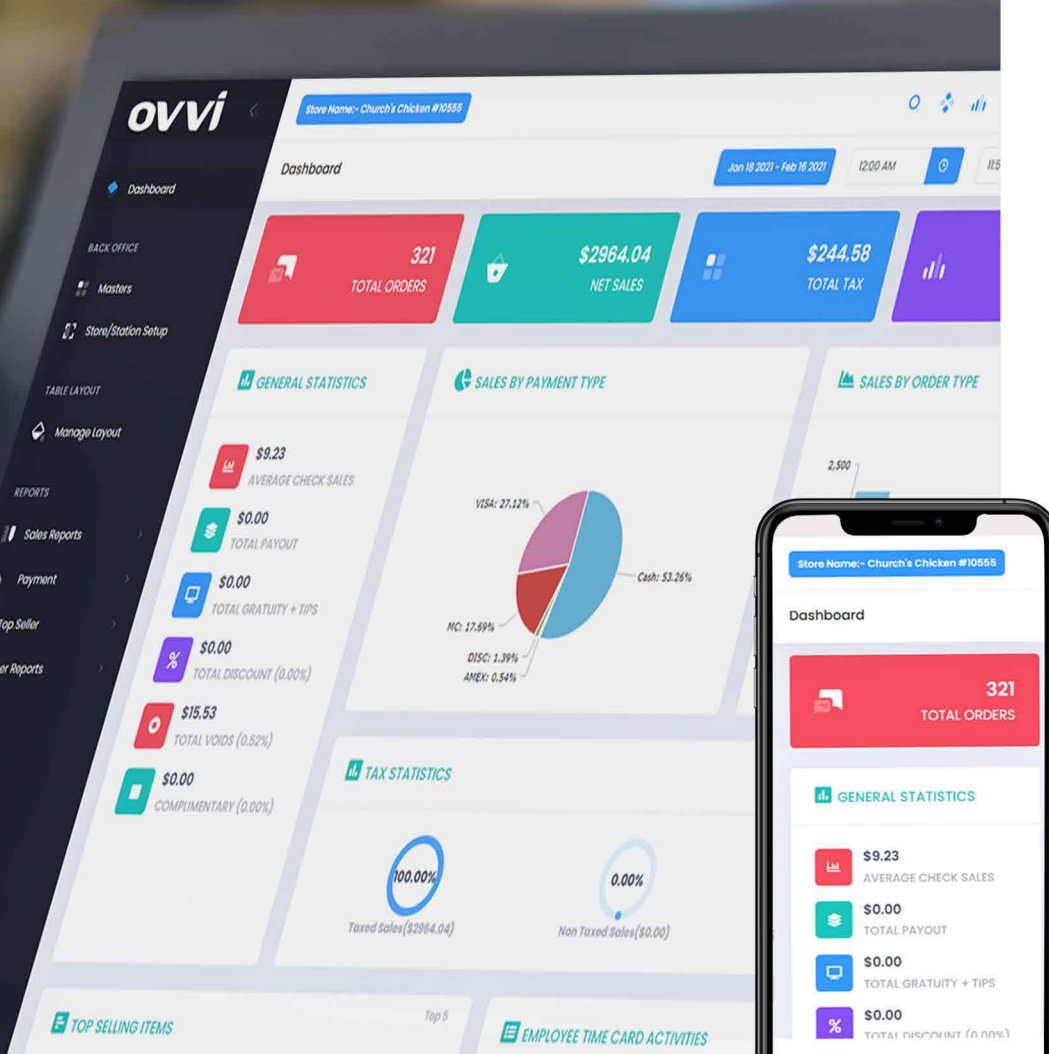 ovvi
Store Name:- Church's Chicken #10555
Dashboard
Dashboard
Jan 18 2021 - Feb 16 2021
12:00 AM
BACK OFFICE
Masters
Store/Station Setup
TABLE LAYOUT
Manage Layout
REPORTS
Sales Reports
Payment
Top Seller
Reports
321
TOTAL ORDERS
$2964.04
NET SALES
$244.58
TOTAL TAX
GENERAL STATISTICS
$9.23
AVERAGE CHECK SALES
$0.00
TOTAL PAYOUT
$0.00
TOTAL GRATUITY + TIPS
$0.00
TOTAL DISCOUNT (0.00%)
$15.53
TOTAL VOIDS (0.52%)
$0.00
COMPLIMENTARY (0.00%)
SALES BY PAYMENT TYPE
VISA: 27.12%
Cash: 53.26%
MC: 17.69%
DISC: 1.39%
AMEX: 0.54%
SALES BY ORDER TYPE
2,500
TAX STATISTICS
100.00%
Taxed Sales($2964.04)
0.00%
Non Taxed Sales($0.00)
TOP SELLING ITEMS
Top 5
EMPLOYEE TIME CARD ACTIVITIES
Store Name:- Church's Chicken #10555
Dashboard
321
TOTAL ORDERS
GENERAL STATISTICS
$9.23
AVERAGE CHECK SALES
$0.00
TOTAL PAYOUT
$0.00
TOTAL GRATUITY + TIPS
$0.00
TOTAL DISCOUNT (0.00%)